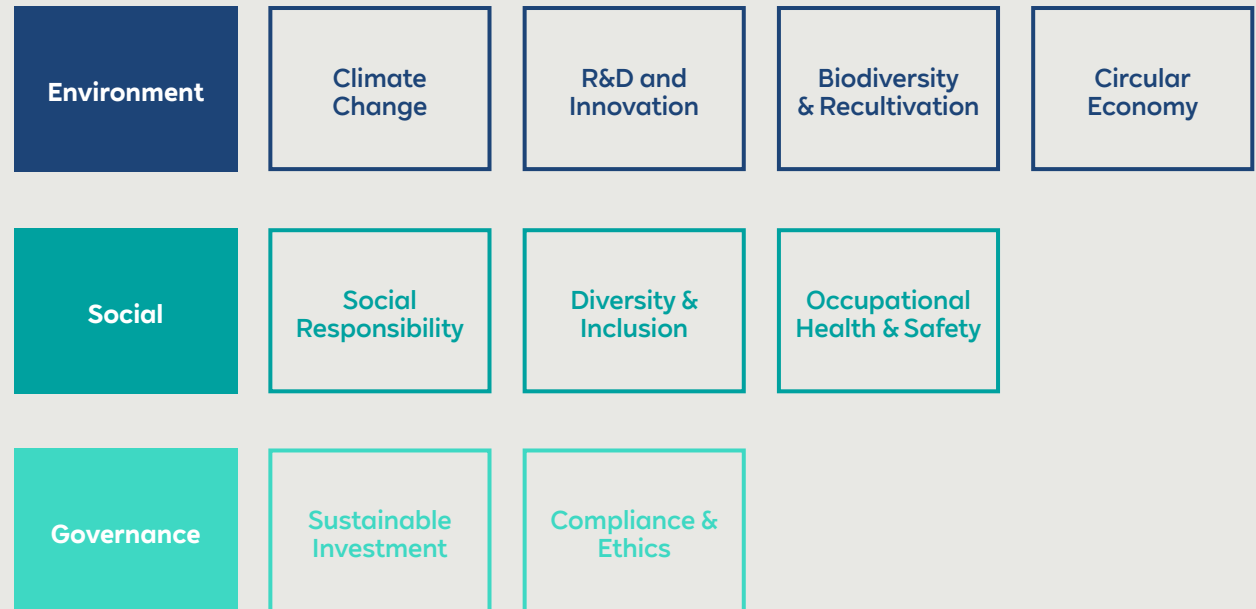 Environment
Climate
Change
R&D and
Innovation
Biodiversity
& Recultivation
Circular
Economy
Social
Social
Responsibility
Diversity &
Inclusion
Occupational
Health & Safety
Governance
Sustainable
Investment
Compliance &
Ethics